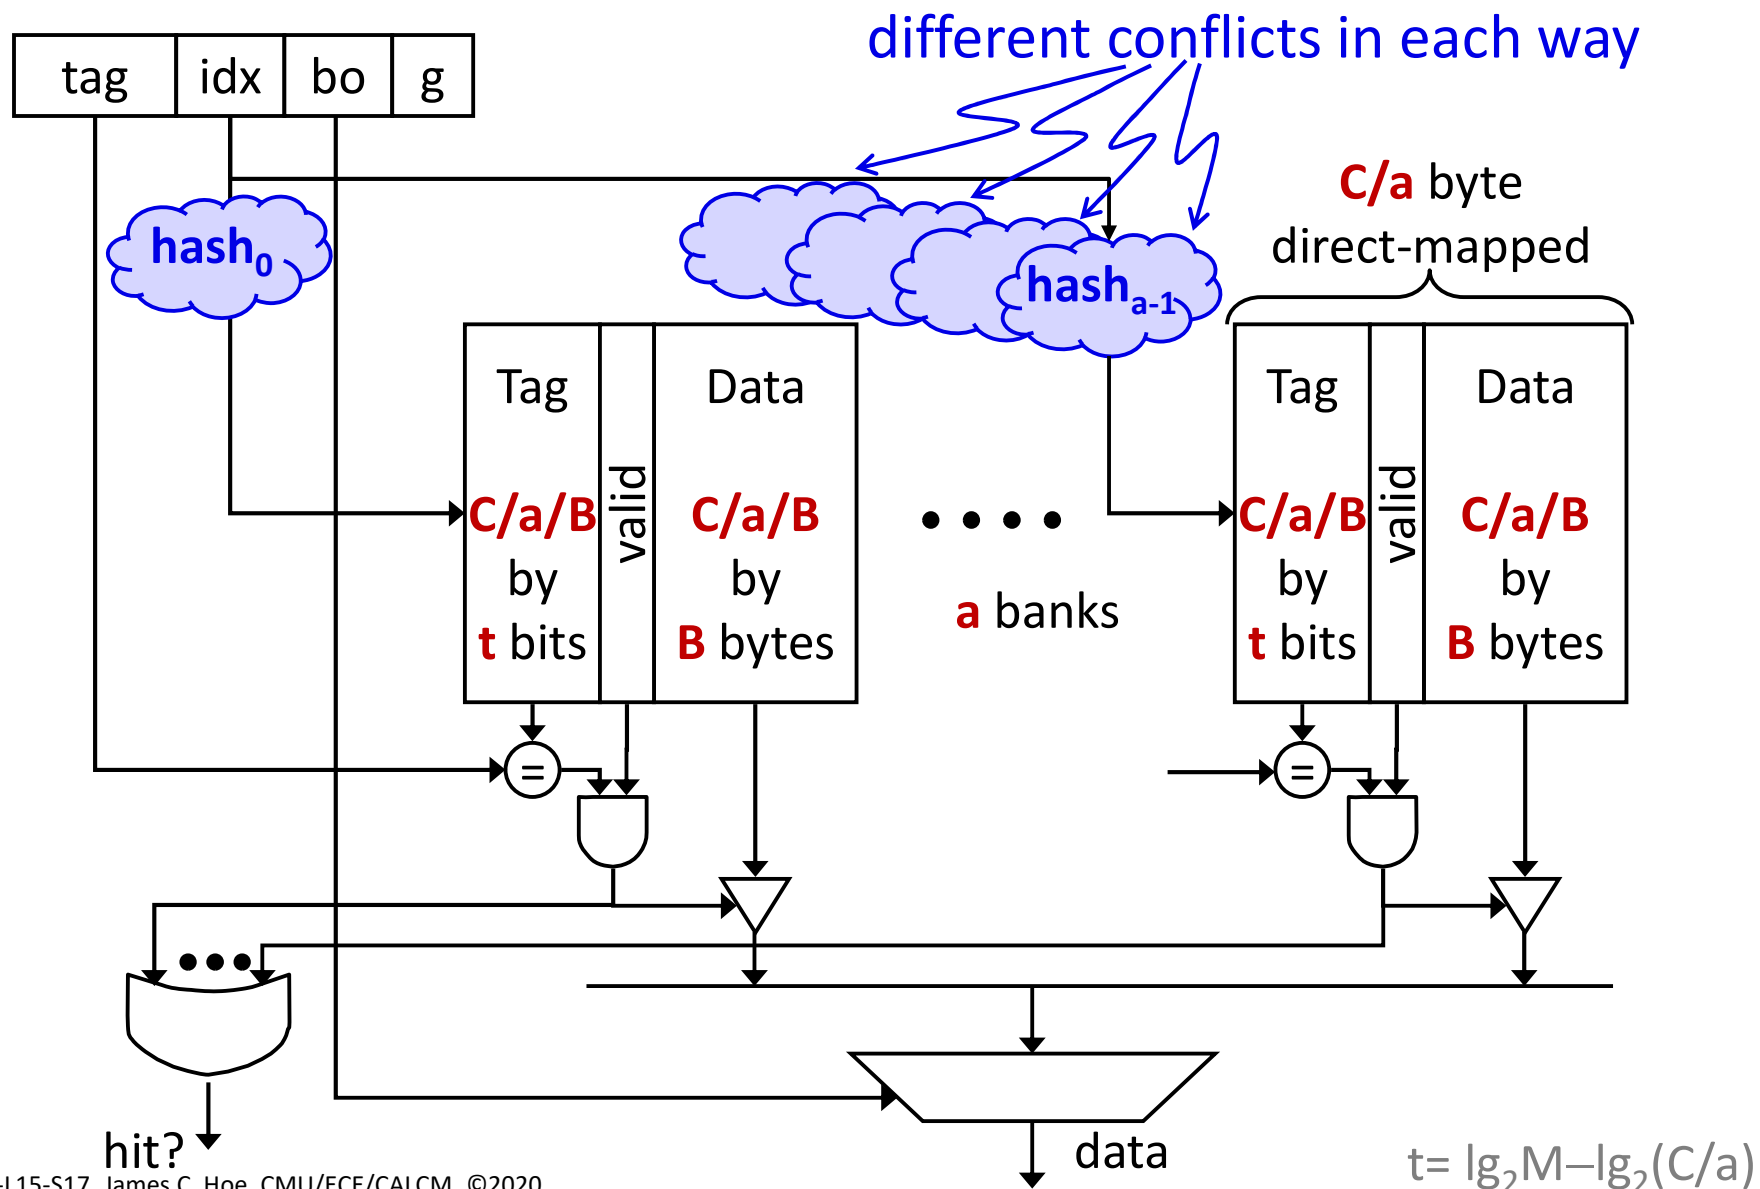 different conflicts in each way
tag idx bo g
C/a byte
direct-mapped
hash0
hasha-1
Tag
valid
Data
C/a/B
by
t bits
C/a/B
by
B bytes
a banks
Tag
valid
Data
C/a/B
by
t bits
C/a/B
by
B bytes
=
=
hit?
data
t= lg2M–lg2(C/a)
-L15-S17, James C. Hoe, CMU/ECE/CALCM, ©2020